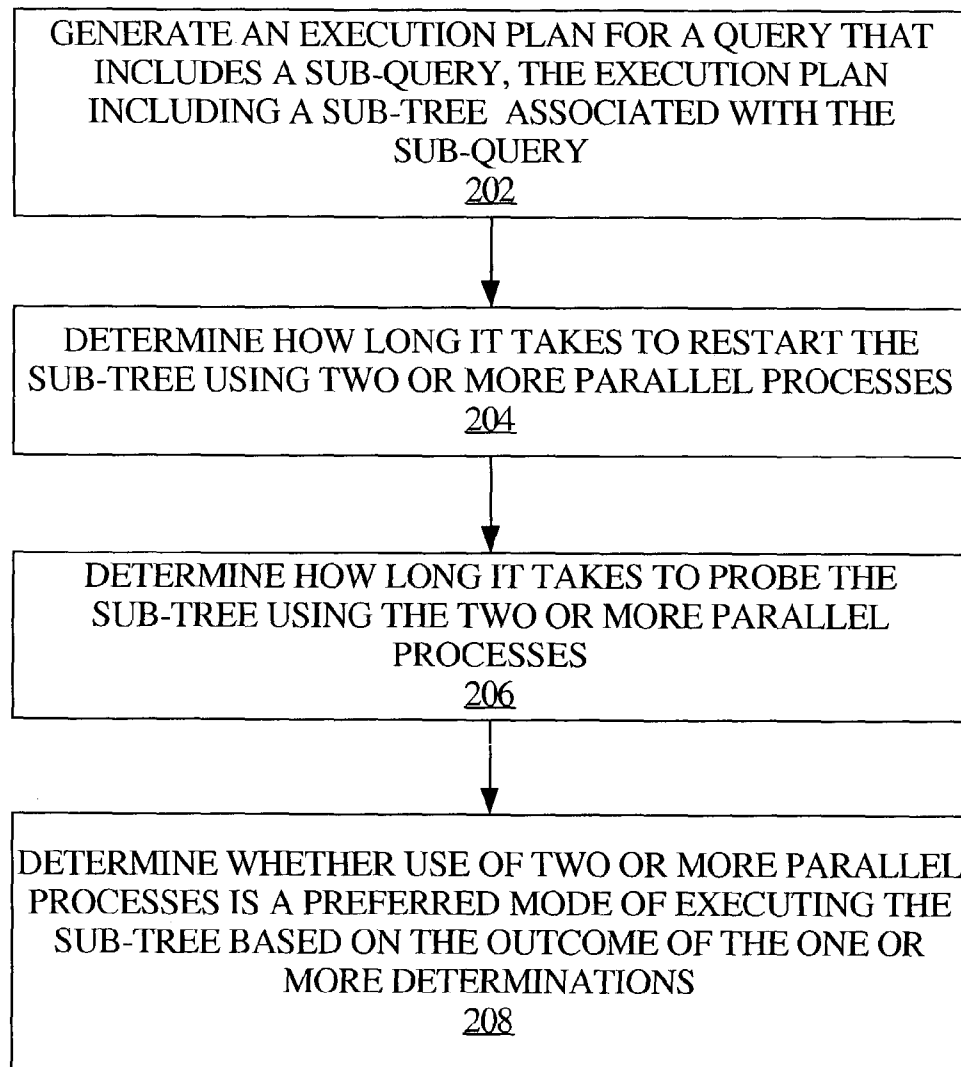 GENERATE AN EXECUTION PLAN FOR A QUERY THAT
INCLUDES A SUB-QUERY, THE EXECUTION PLAN
INCLUDING A SUB-TREE ASSOCIATED WITH THE
SUB-QUERY
202
DETERMINE HOW LONG IT TAKES TO RESTART THE
SUB-TREE USING TWO OR MORE PARALLEL PROCESSES
204
DETERMINE HOW LONG IT TAKES TO PROBE THE
SUB-TREE USING THE TWO OR MORE PARALLEL
PROCESSES
206
DETERMINE WHETHER USE OF TWO OR MORE PARALLEL
PROCESSES IS A PREFERRED MODE OF EXECUTING THE
SUB-TREE BASED ON THE OUTCOME OF THE ONE OR
MORE DETERMINATIONS
208